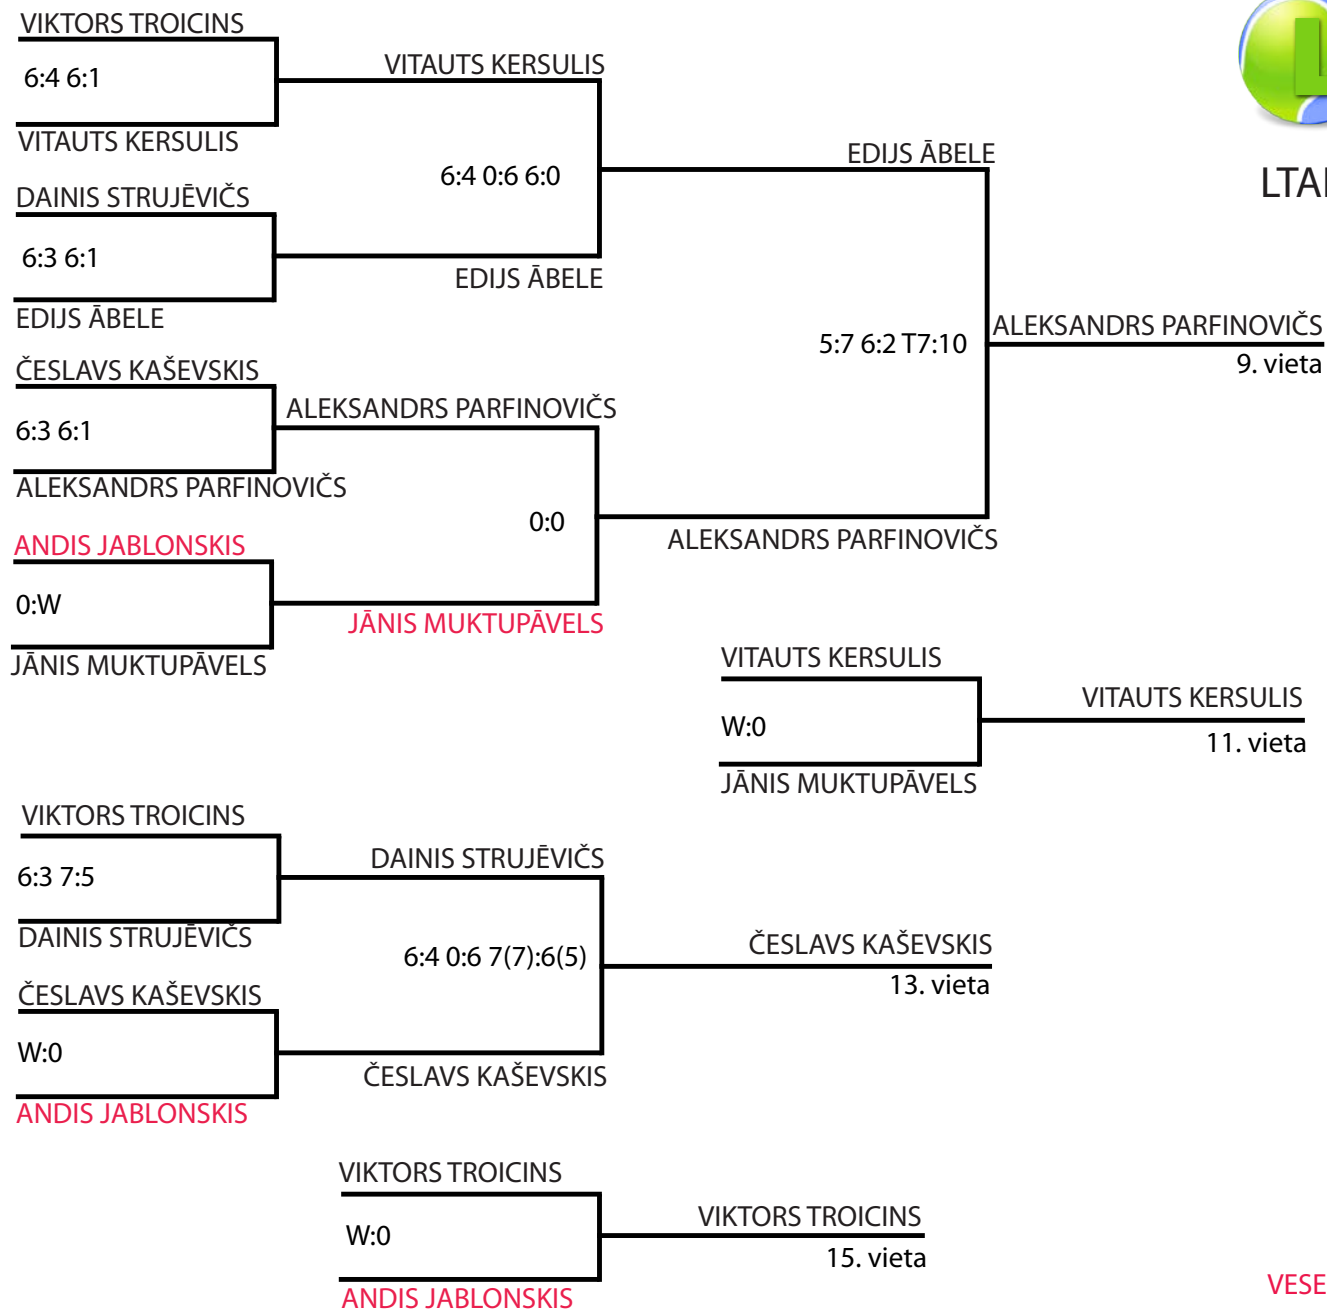 VIKTORS TROICINS
6:4 6:1
VITAUTS KERSULIS
DAINIS STRUJĒVIČS
6:3 6:1
EDIJS ĀBELE
ČESLAVS KAŠEVSKIS
6:3 6:1
ALEKSANDRS PARFINOVIČS
ANDIS JABLONSKIS
0:W
JĀNIS MUKTUPĀVELS
VITAUTS KERSULIS
6:4 0:6 6:0
EDIJS ĀBELE
ALEKSANDRS PARFINOVIČS
0:0
JĀNIS MUKTUPĀVELS
EDIJS ĀBELE
5:7 6:2 T7:10
ALEKSANDRS PARFINOVIČS
ALEKSANDRS PARFINOVIČS
9. vieta
VITAUTS KERSULIS
W:0
JĀNIS MUKTUPĀVELS
VITAUTS KERSULIS
11. vieta
VIKTORS TROICINS
6:3 7:5
DAINIS STRUJĒVIČS
ČESLAVS KAŠEVSKIS
W:0
ANDIS JABLONSKIS
DAINIS STRUJĒVIČS
6:4 0:6 7(7):6(5)
ČESLAVS KAŠEVSKIS
ČESLAVS KAŠEVSKIS
13. vieta
VIKTORS TROICINS
W:0
ANDIS JABLONSKIS
VIKTORS TROICINS
15. vieta